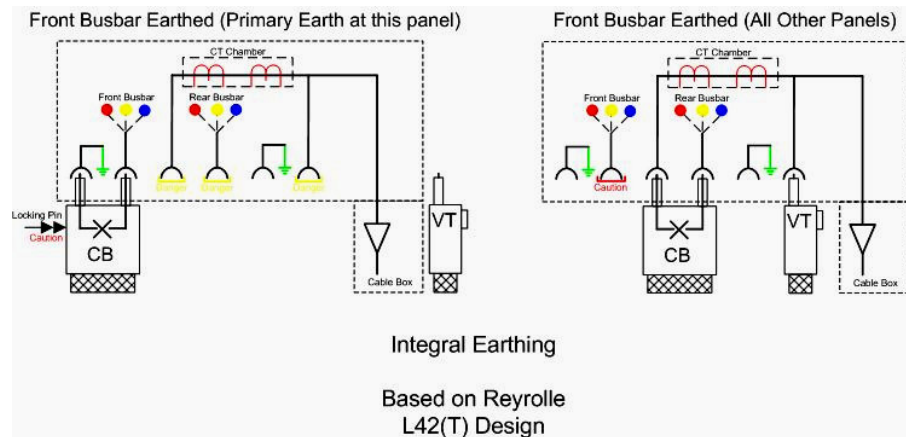 Front Busbar Earthed (Primary Earth at this panel)
CT Chamber
Front Busbar
Rear Busbar
Danger
Danger
Danger
Locking Pin
Caution
CB
VT
Cable Box
Front Busbar Earthed (All Other Panels)
CT Chamber
Front Busbar
Rear Busbar
Caution
CB
VT
Cable Box
Integral Earthing
Based on Reyrolle
L42(T) Design